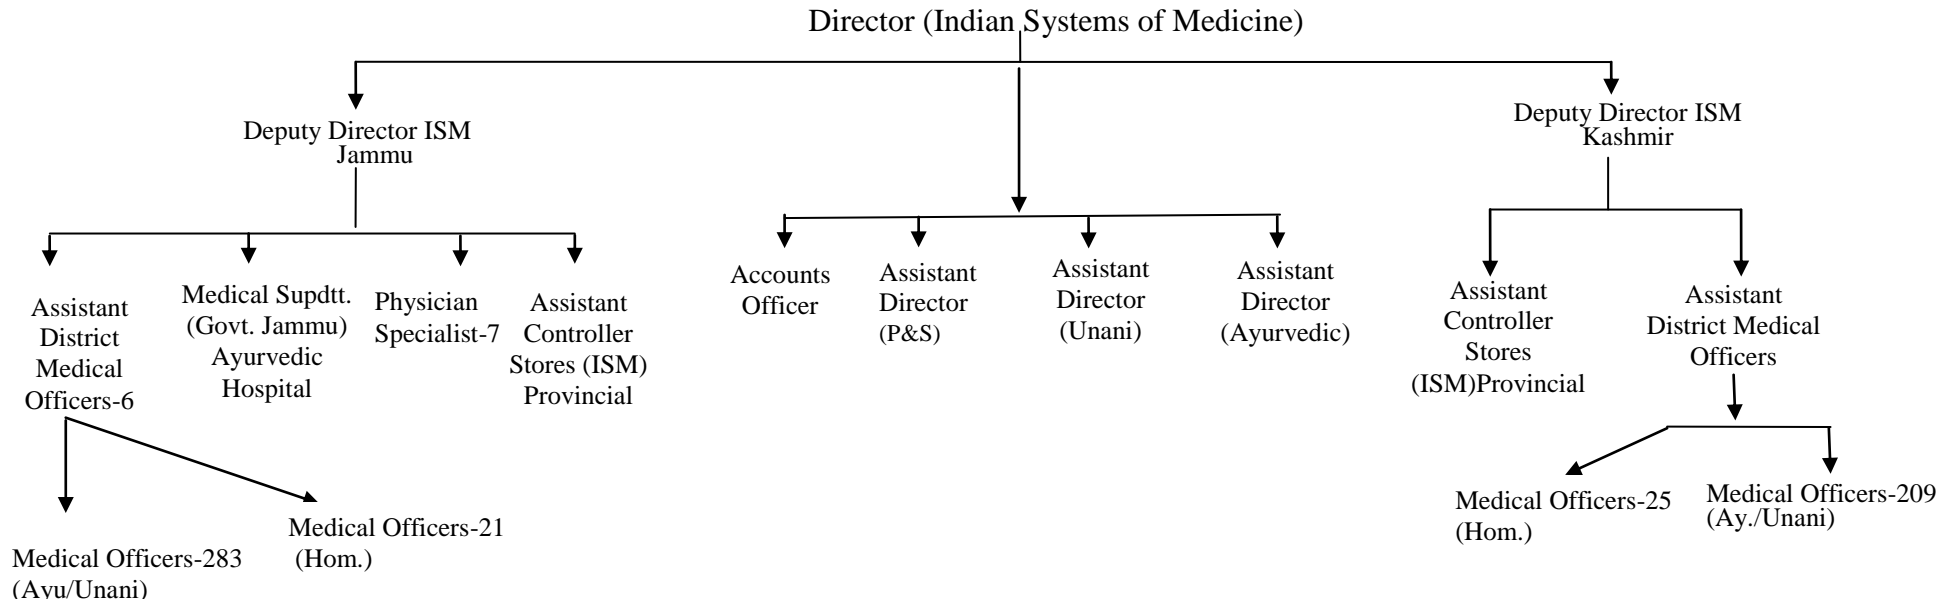 Director (Indian Systems of Medicine)
Deputy Director ISM
Jammu
Deputy Director ISM
Kashmir
Assistant
District
Medical
Officers-6
Medical Supdtt.
(Govt. Jammu)
Ayurvedic
Hospital
Physician
Specialist-7
Assistant
Controller
Stores (ISM)
Provincial
Accounts
Officer
Assistant
Director
(P&S)
Assistant
Director
(Unani)
Assistant
Director
(Ayurvedic)
Assistant
Controller
Stores
(ISM)Provincial
Assistant
District Medical
Officers
Medical Officers-283
(Ayu/Unani)
Medical Officers-21
(Hom.)
Medical Officers-25
(Hom.)
Medical Officers-209
(Ay./Unani)